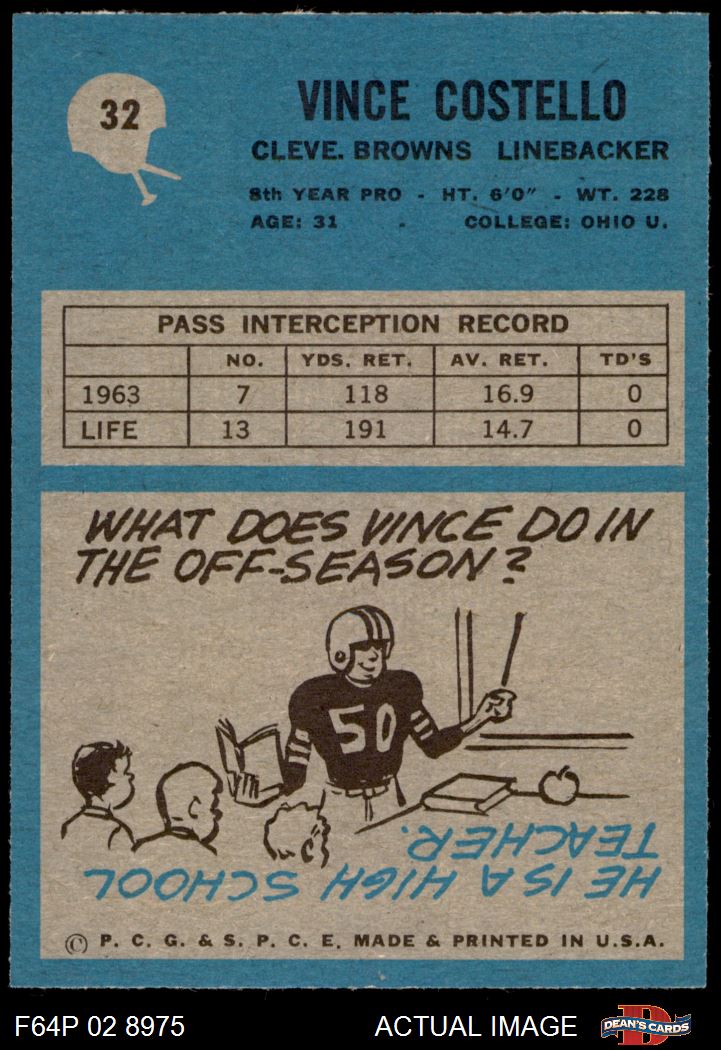 32
VINCE COSTELLO
CLEVE. BROWNS LINEBACKER
8th YEAR PRO - HT. 6'0" - WT. 228
AGE: 31 - COLLEGE: OHIO U.
PASS INTERCEPTION RECORD
NO. YDS. RET. AV. RET. TD'S
1963 7 118 16.9 0
LIFE 13 191 14.7 0
WHAT DOES VINCE DO IN
THE OFF-SEASON?
50
HE IS A HIGH SCHOOL
TEACHER.
© P. C. G. & S. P. C. E. MADE & PRINTED IN U.S.A.
F64P 02 8975 ACTUAL IMAGE
D
DEAN'S CARDS